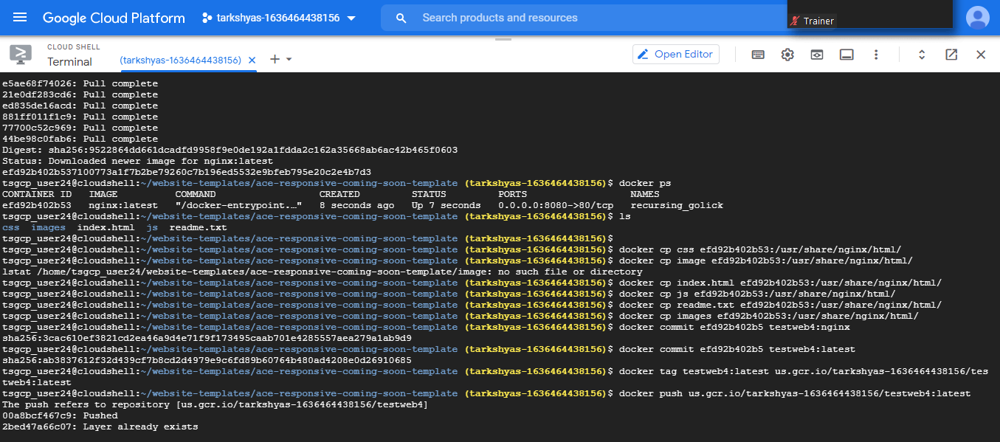 Google Cloud Platform
tarkshyas-1636464438156
Search products and resources
Trainer
CLOUD SHELL
Terminal
(tarkshyas-1636464438156)
Open Editor
e5ae68f74026: Pull complete
21e0df283cd6: Pull complete
ed835de16acd: Pull complete
881ff011f1c9: Pull complete
77700c52c969: Pull complete
44be98c0fab6: Pull complete
Digest: sha256:9522864dd661dcadfd9958f9e0de192a1fdda2c162a35668ab6ac42b465f0603
Status: Downloaded newer image for nginx:latest
efd92b402b537100773a1f7b2be79260c7b196ed5532e9bfeb795e20c2e4b7d3
tsgcp_user24@cloudshell:~/website-templates/ace-responsive-coming-soon-template (tarkshyas-1636464438156)$ docker ps
CONTAINER ID   IMAGE          COMMAND                  CREATED         STATUS         PORTS                  NAMES
efd92b402b53   nginx:latest   "/docker-entrypoint.…"   8 seconds ago   Up 7 seconds   0.0.0.0:8080->80/tcp   recursing_golick
tsgcp_user24@cloudshell:~/website-templates/ace-responsive-coming-soon-template (tarkshyas-1636464438156)$ ls
css  images  index.html  js  readme.txt
tsgcp_user24@cloudshell:~/website-templates/ace-responsive-coming-soon-template (tarkshyas-1636464438156)$
tsgcp_user24@cloudshell:~/website-templates/ace-responsive-coming-soon-template (tarkshyas-1636464438156)$ docker cp css efd92b402b53:/usr/share/nginx/html/
tsgcp_user24@cloudshell:~/website-templates/ace-responsive-coming-soon-template (tarkshyas-1636464438156)$ docker cp image efd92b402b53:/usr/share/nginx/html/
lstat /home/tsgcp_user24/website-templates/ace-responsive-coming-soon-template/image: no such file or directory
tsgcp_user24@cloudshell:~/website-templates/ace-responsive-coming-soon-template (tarkshyas-1636464438156)$ docker cp index.html efd92b402b53:/usr/share/nginx/html/
tsgcp_user24@cloudshell:~/website-templates/ace-responsive-coming-soon-template (tarkshyas-1636464438156)$ docker cp js efd92b402b53:/usr/share/nginx/html/
tsgcp_user24@cloudshell:~/website-templates/ace-responsive-coming-soon-template (tarkshyas-1636464438156)$ docker cp readme.txt efd92b402b53:/usr/share/nginx/html/
tsgcp_user24@cloudshell:~/website-templates/ace-responsive-coming-soon-template (tarkshyas-1636464438156)$ docker cp images efd92b402b53:/usr/share/nginx/html/
tsgcp_user24@cloudshell:~/website-templates/ace-responsive-coming-soon-template (tarkshyas-1636464438156)$ docker commit efd92b402b5 testweb4:nginx
sha256:3cac610ef3821cd2ea46a9d4e71f9f173495caab701e4285557aea279a1ab9d9
tsgcp_user24@cloudshell:~/website-templates/ace-responsive-coming-soon-template (tarkshyas-1636464438156)$ docker commit efd92b402b5 testweb4:latest
sha256:ab3837612f32d439cf7b8cd2d4979e9c6fd89b60764b480ad4208e0d26910685
tsgcp_user24@cloudshell:~/website-templates/ace-responsive-coming-soon-template (tarkshyas-1636464438156)$ docker tag testweb4:latest us.gcr.io/tarkshyas-1636464438156/tes
tweb4:latest
tsgcp_user24@cloudshell:~/website-templates/ace-responsive-coming-soon-template (tarkshyas-1636464438156)$ docker push us.gcr.io/tarkshyas-1636464438156/testweb4:latest
The push refers to repository [us.gcr.io/tarkshyas-1636464438156/testweb4]
00a8bcf467c9: Pushed
2bed47a66c07: Layer already exists